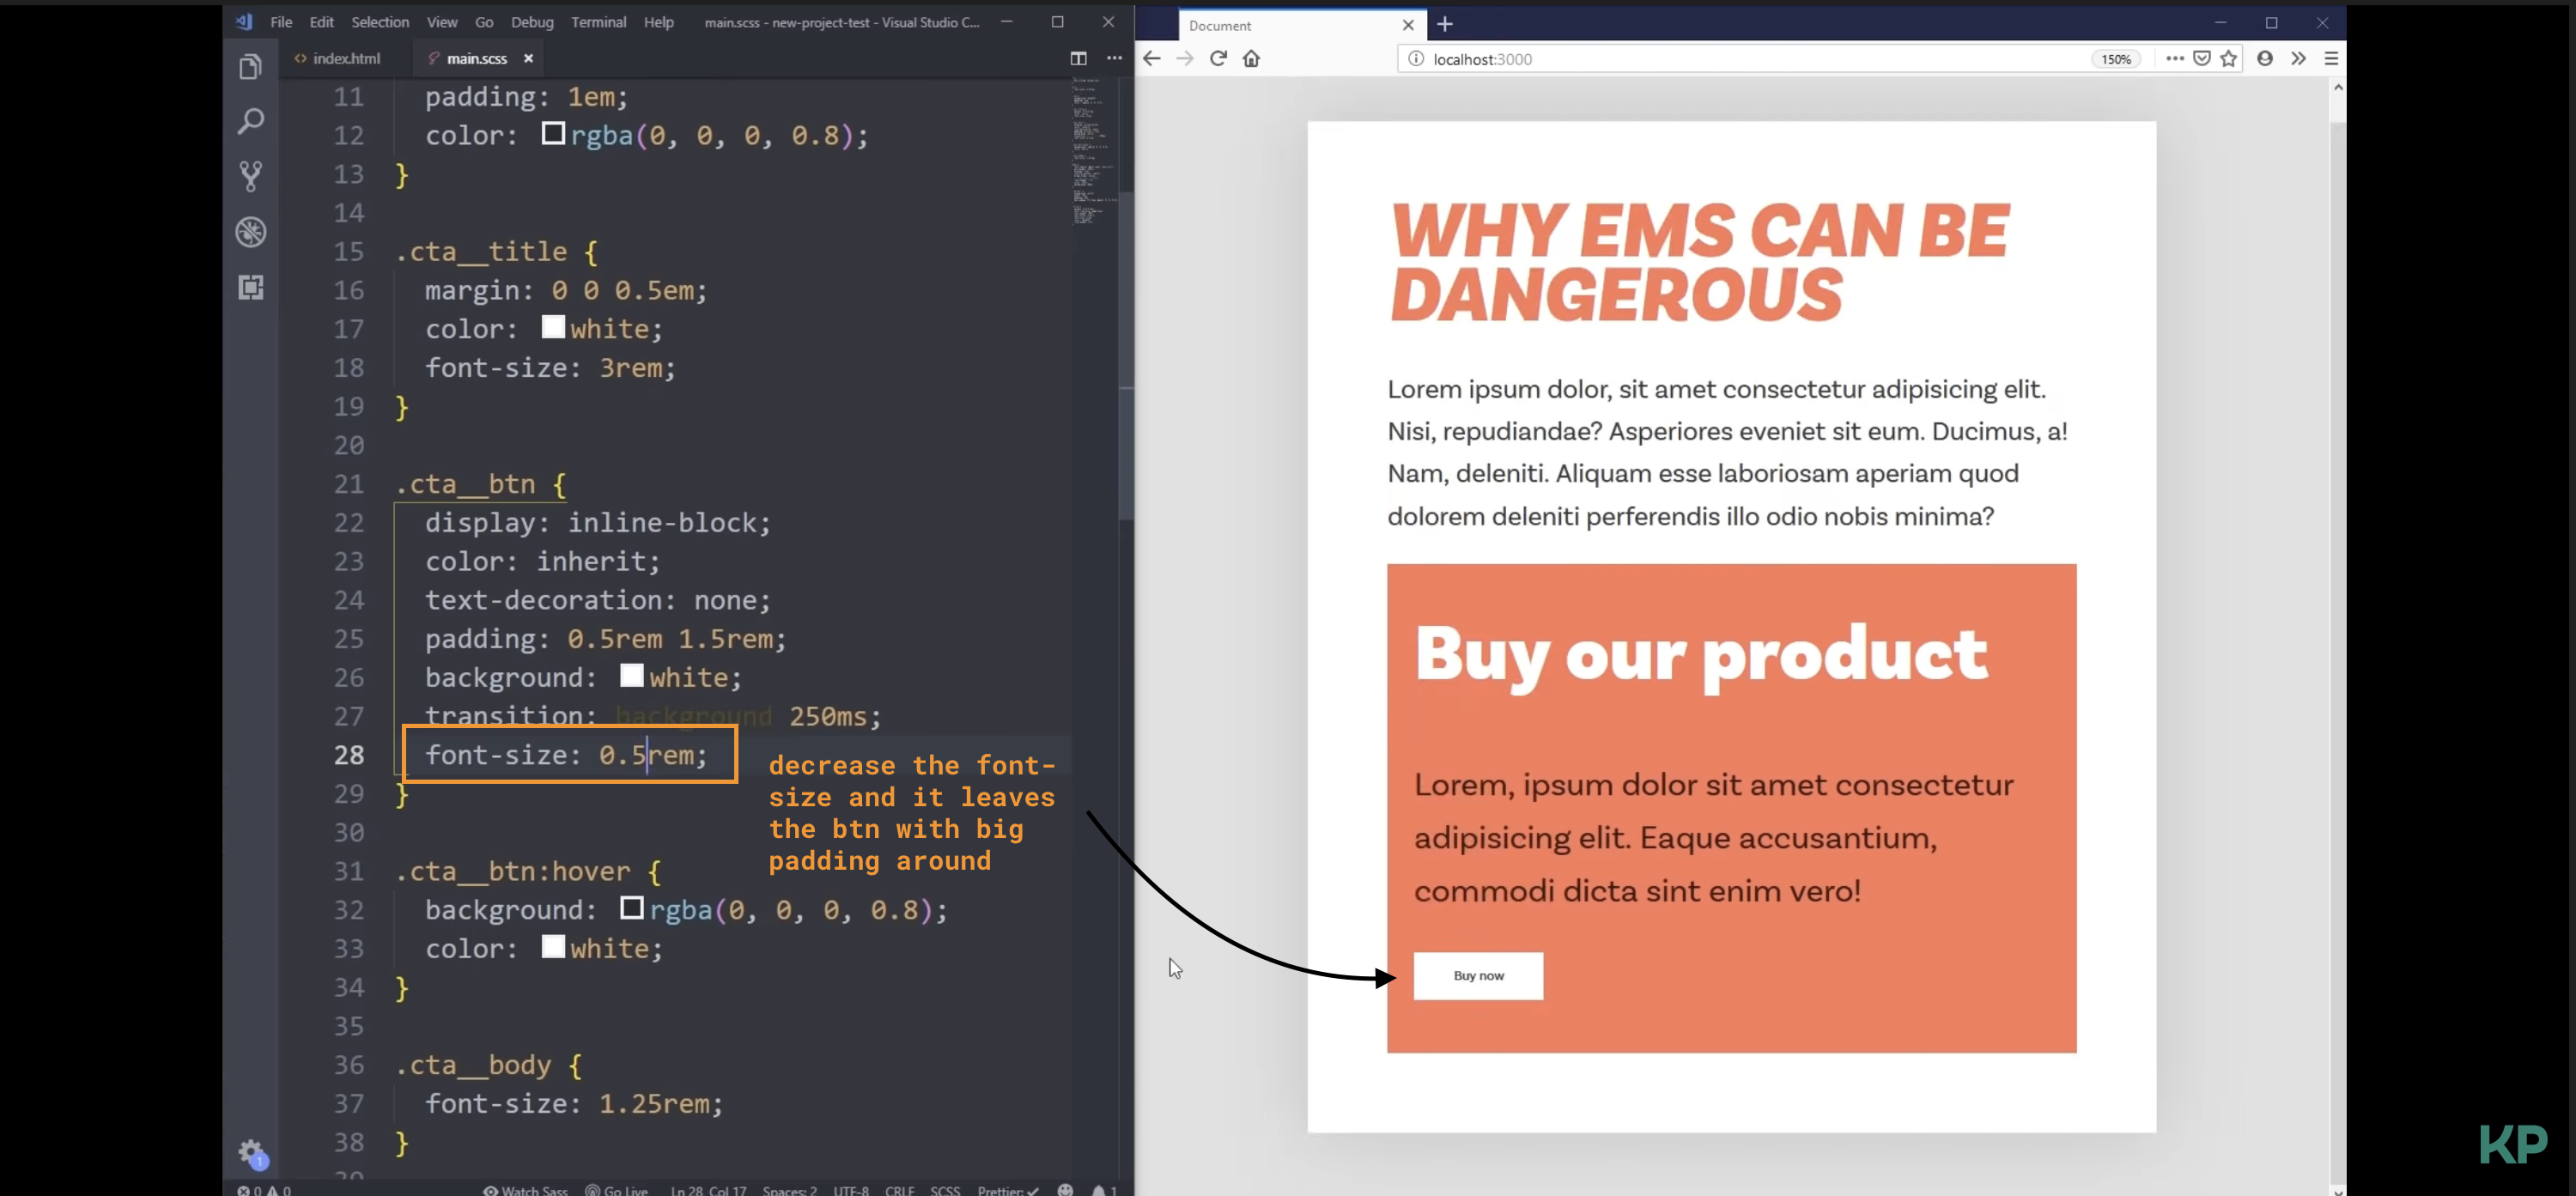 File Edit Selection View Go Debug Terminal Help main.scss - new-project-test - Visual Studio C...
index.html main.scss
11 padding: 1em;
12 color: rgba(0, 0, 0, 0.8);
13 }
14
15 .cta__title {
16 margin: 0 0 0.5em;
17 color: white;
18 font-size: 3rem;
19 }
20
21 .cta__btn {
22 display: inline-block;
23 color: inherit;
24 text-decoration: none;
25 padding: 0.5rem 1.5rem;
26 background: white;
27 transition: background 250ms;
28 font-size: 0.5rem;
29 }
30
31 .cta__btn:hover {
32 background: rgba(0, 0, 0, 0.8);
33 color: white;
34 }
35
36 .cta__body {
37 font-size: 1.25rem;
38 }
decrease the font-
size and it leaves
the btn with big
padding around
1
0 0 Watch Sass Go Live Ln 28, Col 17 Spaces: 2 UTF-8 CRLF SCSS Prettier: ✓ 1
Document
localhost:3000 150%
WHY EMS CAN BE
DANGEROUS
Lorem ipsum dolor, sit amet consectetur adipisicing elit.
Nisi, repudiandae? Asperiores eveniet sit eum. Ducimus, a!
Nam, deleniti. Aliquam esse laboriosam aperiam quod
dolorem deleniti perferendis illo odio nobis minima?
Buy our product
Lorem, ipsum dolor sit amet consectetur
adipisicing elit. Eaque accusantium,
commodi dicta sint enim vero!
Buy now
KP